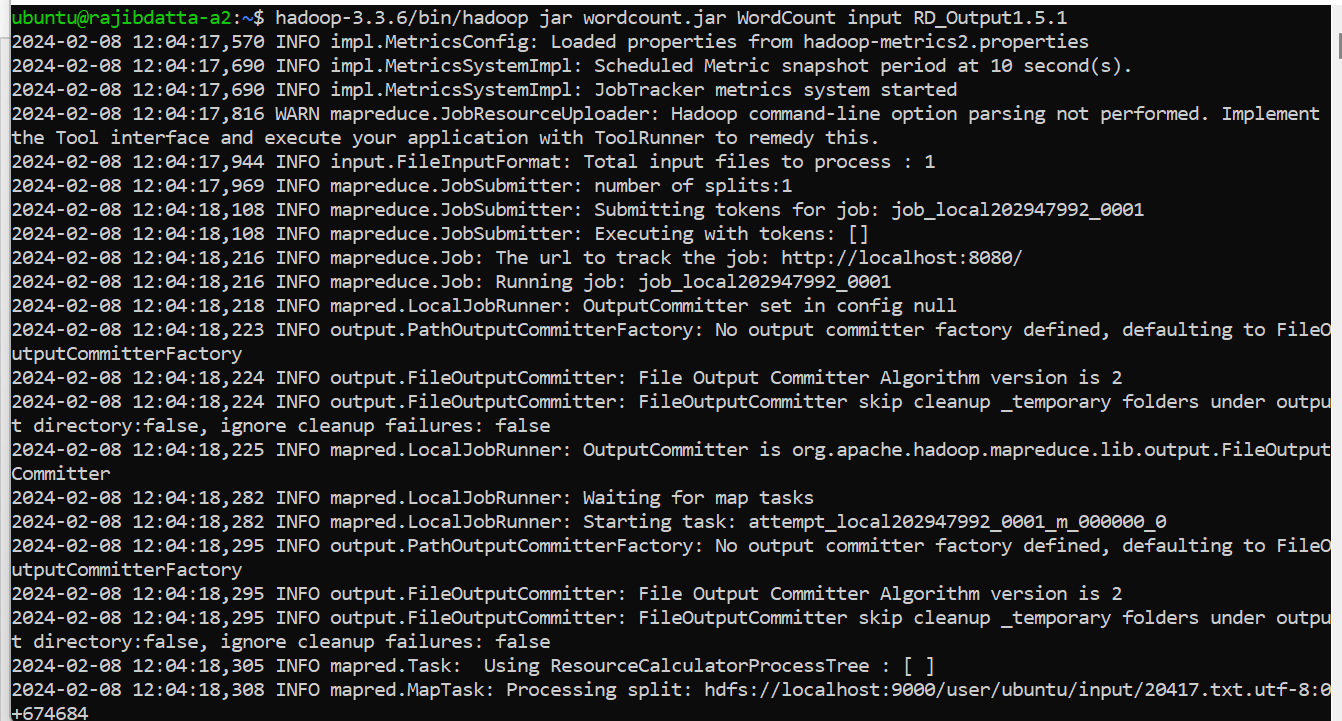 ubuntu@rajibdatta-a2:~$ hadoop-3.3.6/bin/hadoop jar wordcount.jar WordCount input RD_Output1.5.1
2024-02-08 12:04:17,570 INFO impl.MetricsConfig: Loaded properties from hadoop-metrics2.properties
2024-02-08 12:04:17,690 INFO impl.MetricsSystemImpl: Scheduled Metric snapshot period at 10 second(s).
2024-02-08 12:04:17,690 INFO impl.MetricsSystemImpl: JobTracker metrics system started
2024-02-08 12:04:17,816 WARN mapreduce.JobResourceUploader: Hadoop command-line option parsing not performed. Implement
the Tool interface and execute your application with ToolRunner to remedy this.
2024-02-08 12:04:17,944 INFO input.FileInputFormat: Total input files to process : 1
2024-02-08 12:04:17,969 INFO mapreduce.JobSubmitter: number of splits:1
2024-02-08 12:04:18,108 INFO mapreduce.JobSubmitter: Submitting tokens for job: job_local202947992_0001
2024-02-08 12:04:18,108 INFO mapreduce.JobSubmitter: Executing with tokens: []
2024-02-08 12:04:18,216 INFO mapreduce.Job: The url to track the job: http://localhost:8080/
2024-02-08 12:04:18,216 INFO mapreduce.Job: Running job: job_local202947992_0001
2024-02-08 12:04:18,218 INFO mapred.LocalJobRunner: OutputCommitter set in config null
2024-02-08 12:04:18,223 INFO output.PathOutputCommitterFactory: No output committer factory defined, defaulting to FileO
utputCommitterFactory
2024-02-08 12:04:18,224 INFO output.FileOutputCommitter: File Output Committer Algorithm version is 2
2024-02-08 12:04:18,224 INFO output.FileOutputCommitter: FileOutputCommitter skip cleanup _temporary folders under outpu
t directory:false, ignore cleanup failures: false
2024-02-08 12:04:18,225 INFO mapred.LocalJobRunner: OutputCommitter is org.apache.hadoop.mapreduce.lib.output.FileOutput
Committer
2024-02-08 12:04:18,282 INFO mapred.LocalJobRunner: Waiting for map tasks
2024-02-08 12:04:18,282 INFO mapred.LocalJobRunner: Starting task: attempt_local202947992_0001_m_000000_0
2024-02-08 12:04:18,295 INFO output.PathOutputCommitterFactory: No output committer factory defined, defaulting to FileO
utputCommitterFactory
2024-02-08 12:04:18,295 INFO output.FileOutputCommitter: File Output Committer Algorithm version is 2
2024-02-08 12:04:18,295 INFO output.FileOutputCommitter: FileOutputCommitter skip cleanup _temporary folders under outpu
t directory:false, ignore cleanup failures: false
2024-02-08 12:04:18,305 INFO mapred.Task:  Using ResourceCalculatorProcessTree : [ ]
2024-02-08 12:04:18,308 INFO mapred.MapTask: Processing split: hdfs://localhost:9000/user/ubuntu/input/20417.txt.utf-8:0
+674684